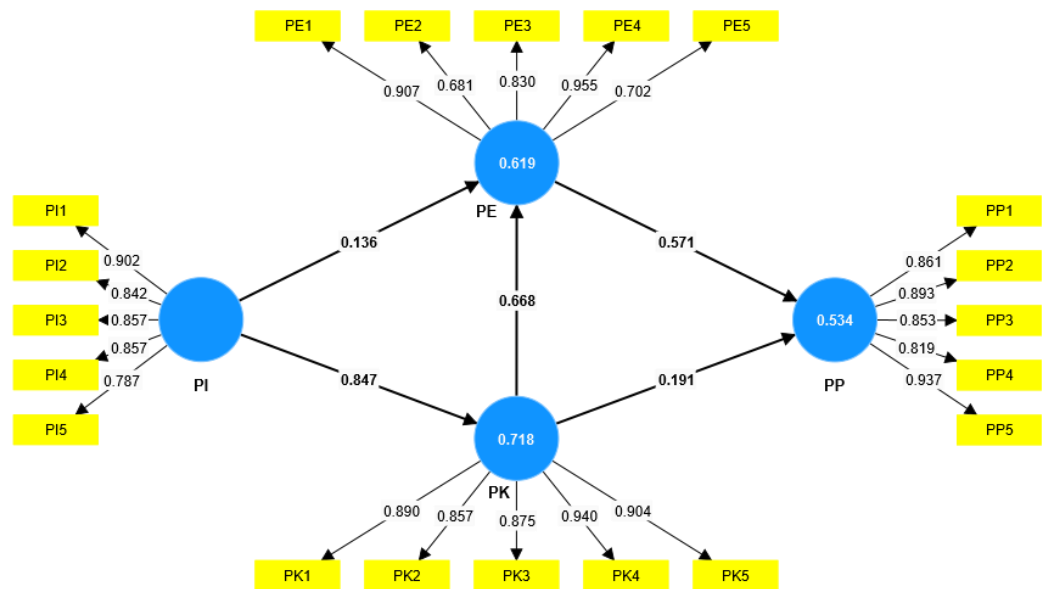 PE1 PE2 PE3 PE4 PE5
0.907 0.681 0.830 0.955 0.702
0.619
PE
PI1
PI2
PI3
PI4
PI5
0.902
0.842
0.857
0.857
0.787
PI
0.136
0.847
0.668
0.571
0.191
0.534
PP
0.861
0.893
0.853
0.819
0.937
PP1
PP2
PP3
PP4
PP5
0.718
PK
0.890 0.857 0.875 0.940 0.904
PK1 PK2 PK3 PK4 PK5